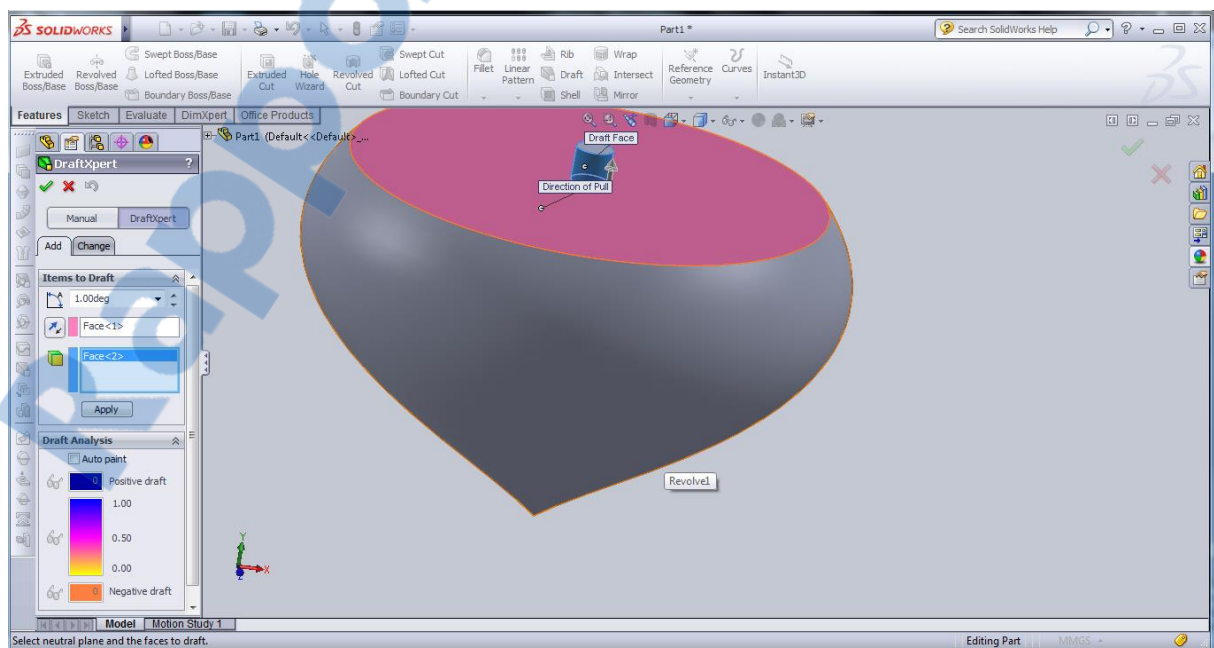 SOLIDWORKS
Part1 *
Search SolidWorks Help
Extruded Boss/Base
Revolved Boss/Base
Swept Boss/Base
Lofted Boss/Base
Boundary Boss/Base
Extruded Cut
Hole Wizard
Revolved Cut
Swept Cut
Lofted Cut
Boundary Cut
Fillet
Linear Pattern
Rib
Draft
Shell
Wrap
Intersect
Mirror
Reference Geometry
Curves
Instant3D
Features
Sketch
Evaluate
DimXpert
Office Products
Part1 (Default<<Default>_...
DraftXpert
?
Manual
DraftXpert
Add
Change
Items to Draft
1.00deg
Face<1>
Face<2>
Apply
Draft Analysis
Auto paint
0 Positive draft
1.00
0.50
0.00
0 Negative draft
Draft Face
Direction of Pull
Revolve1
Y
X
Z
Model
Motion Study 1
Select neutral plane and the faces to draft.
Editing Part
MMGS